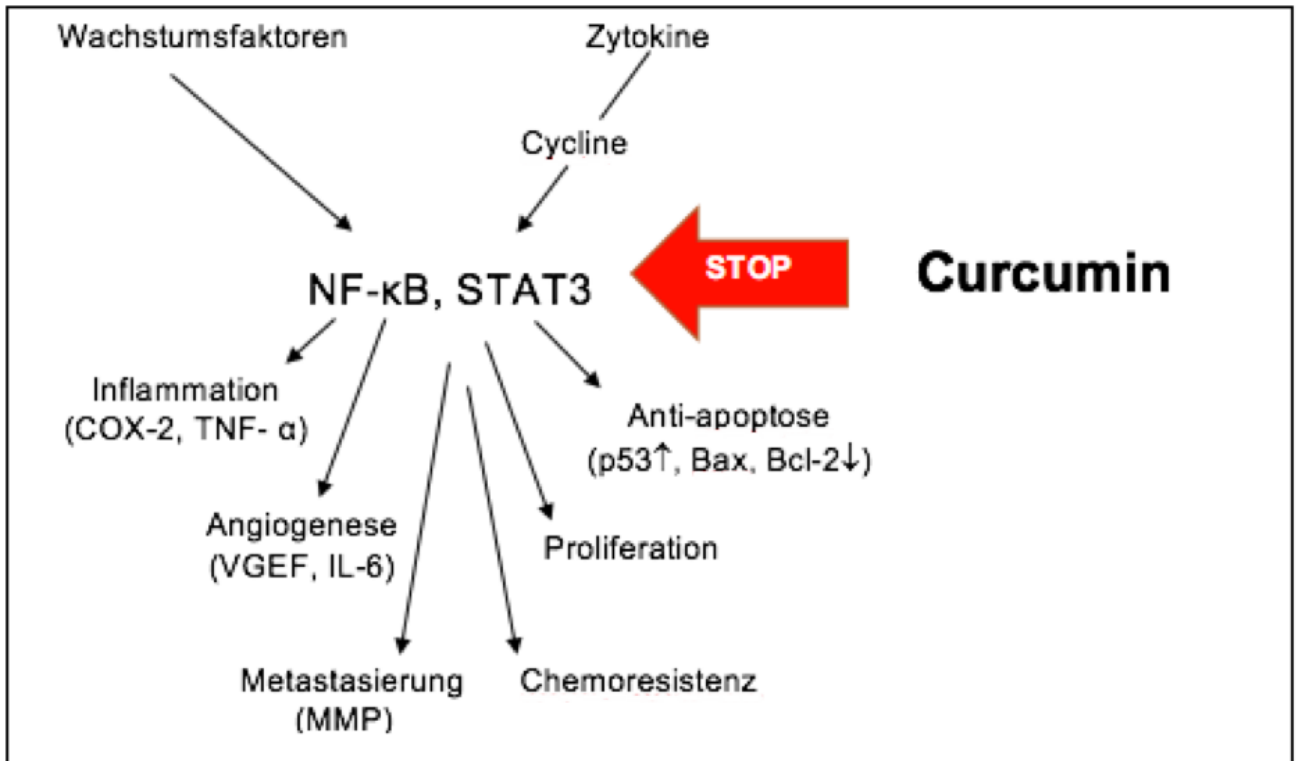 Wachstumsfaktoren
Zytokine
Cycline
NF-κB, STAT3
STOP
Curcumin
Inflammation
(COX-2, TNF- α)
Anti-apoptose
(p53↑, Bax, Bcl-2↓)
Angiogenese
(VGEF, IL-6)
Proliferation
Metastasierung
(MMP)
Chemoresistenz